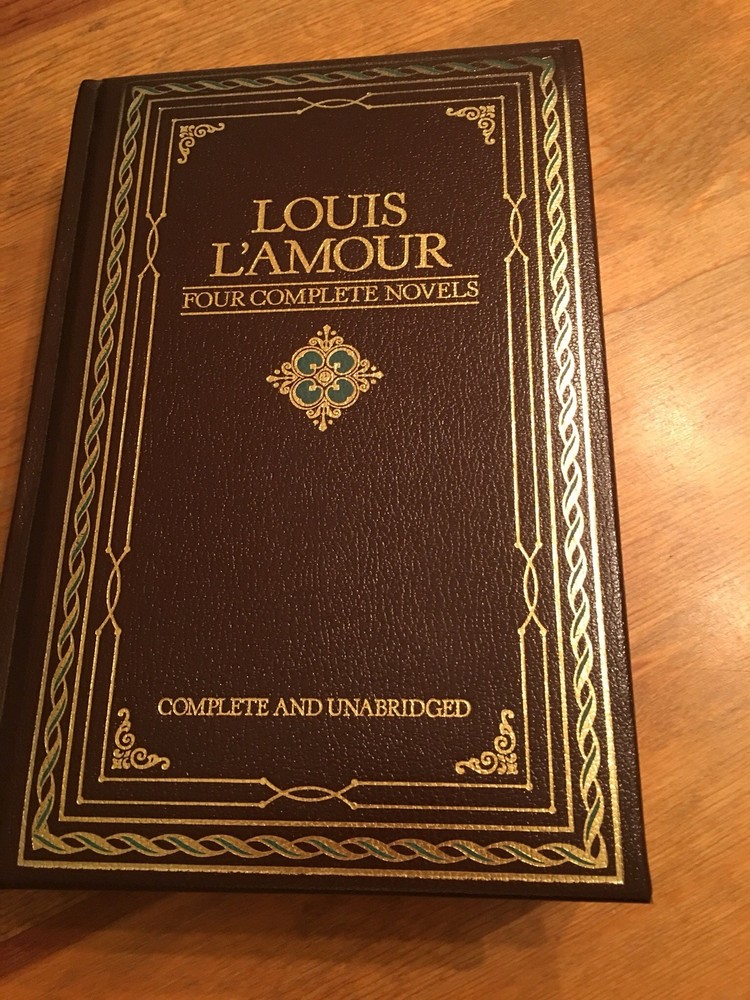 LOUIS
L'AMOUR
FOUR COMPLETE NOVELS
COMPLETE AND UNABRIDGED